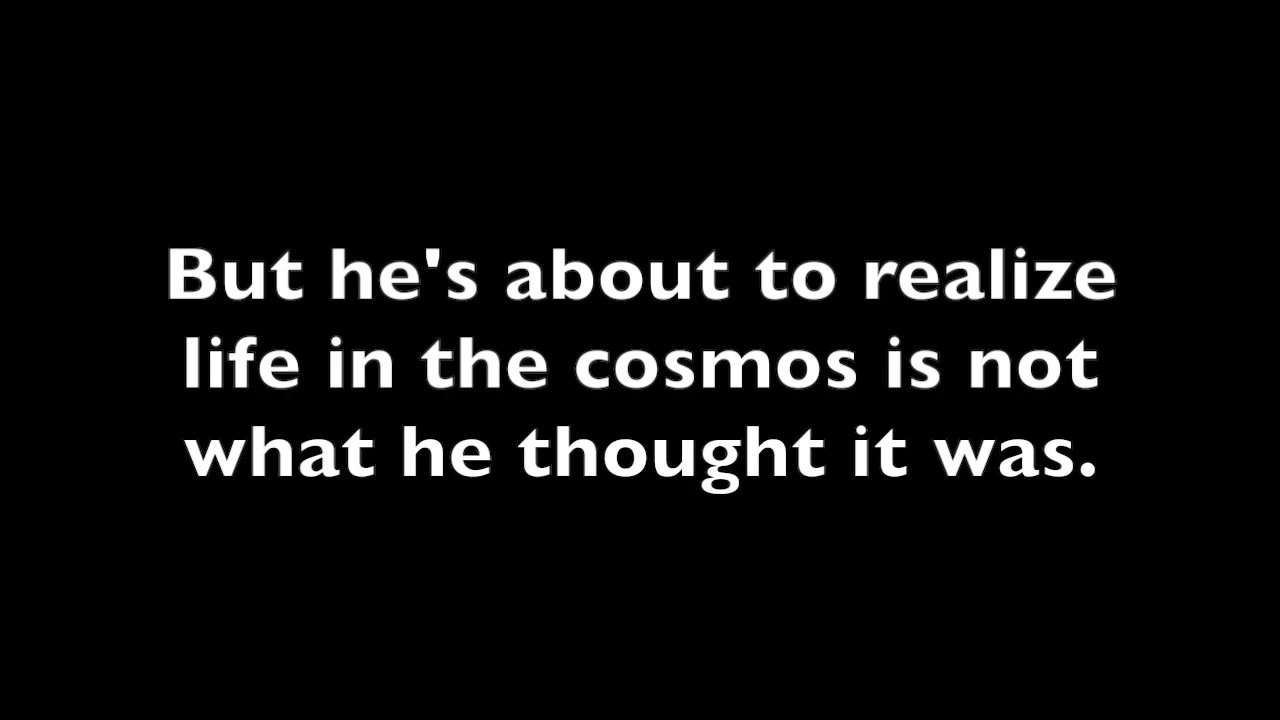 But he's about to realize
life in the cosmos is not
what he thought it was.